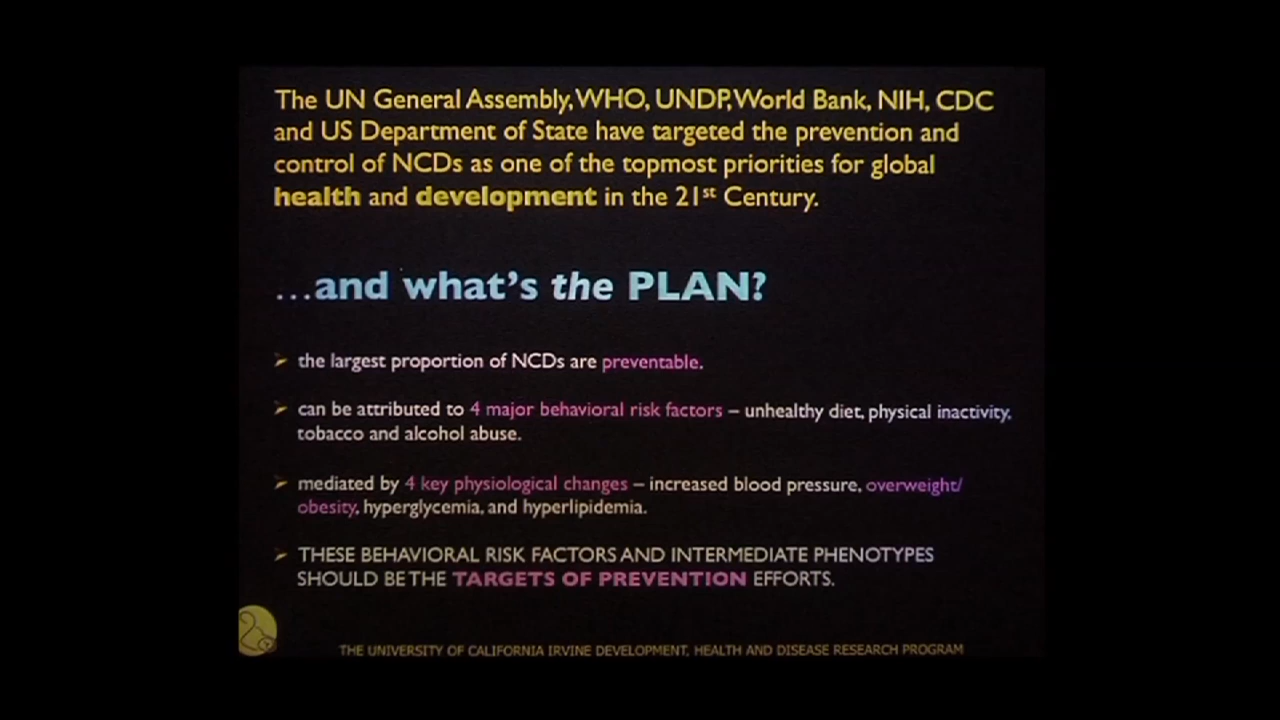 The UN General Assembly, WHO, UNDP, World Bank, NIH, CDC
and US Department of State have targeted the prevention and
control of NCDs as one of the topmost priorities for global
health and development in the 21st Century.
…and what's the PLAN?
➢ the largest proportion of NCDs are preventable.
➢ can be attributed to 4 major behavioral risk factors – unhealthy diet, physical inactivity,
tobacco and alcohol abuse.
➢ mediated by 4 key physiological changes – increased blood pressure, overweight/
obesity, hyperglycemia, and hyperlipidemia.
➢ THESE BEHAVIORAL RISK FACTORS AND INTERMEDIATE PHENOTYPES
SHOULD BE THE TARGETS OF PREVENTION EFFORTS.
THE UNIVERSITY OF CALIFORNIA IRVINE DEVELOPMENT, HEALTH AND DISEASE RESEARCH PROGRAM